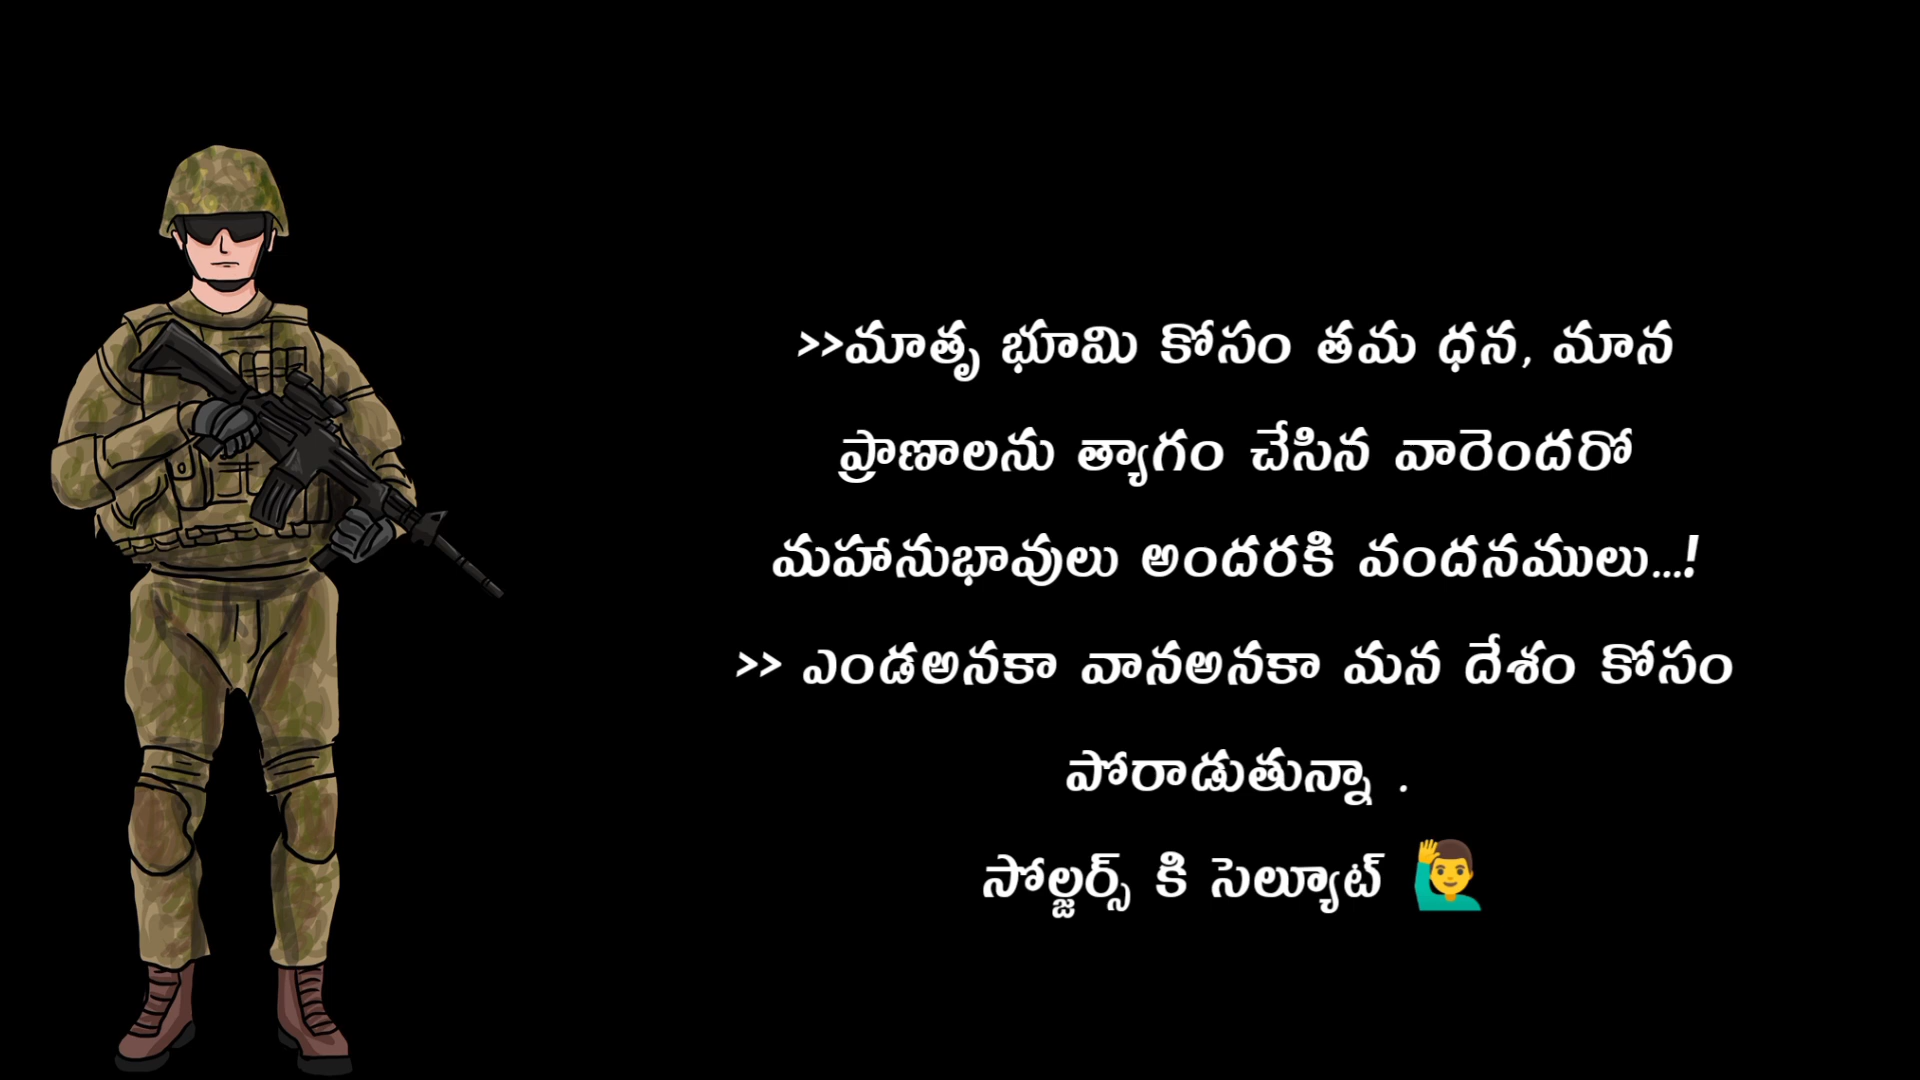 >>మాతృ భూమి కోసం తమ ధన, మాన
ప్రాణాలను త్యాగం చేసిన వారెందరో
మహానుభావులు అందరకి వందనములు...!
>> ఎండఅనకా వానఅనకా మన దేశం కోసం
పోరాడుతున్నా .
సోల్జర్స్ కి సెల్యూట్ 🙋‍♂️